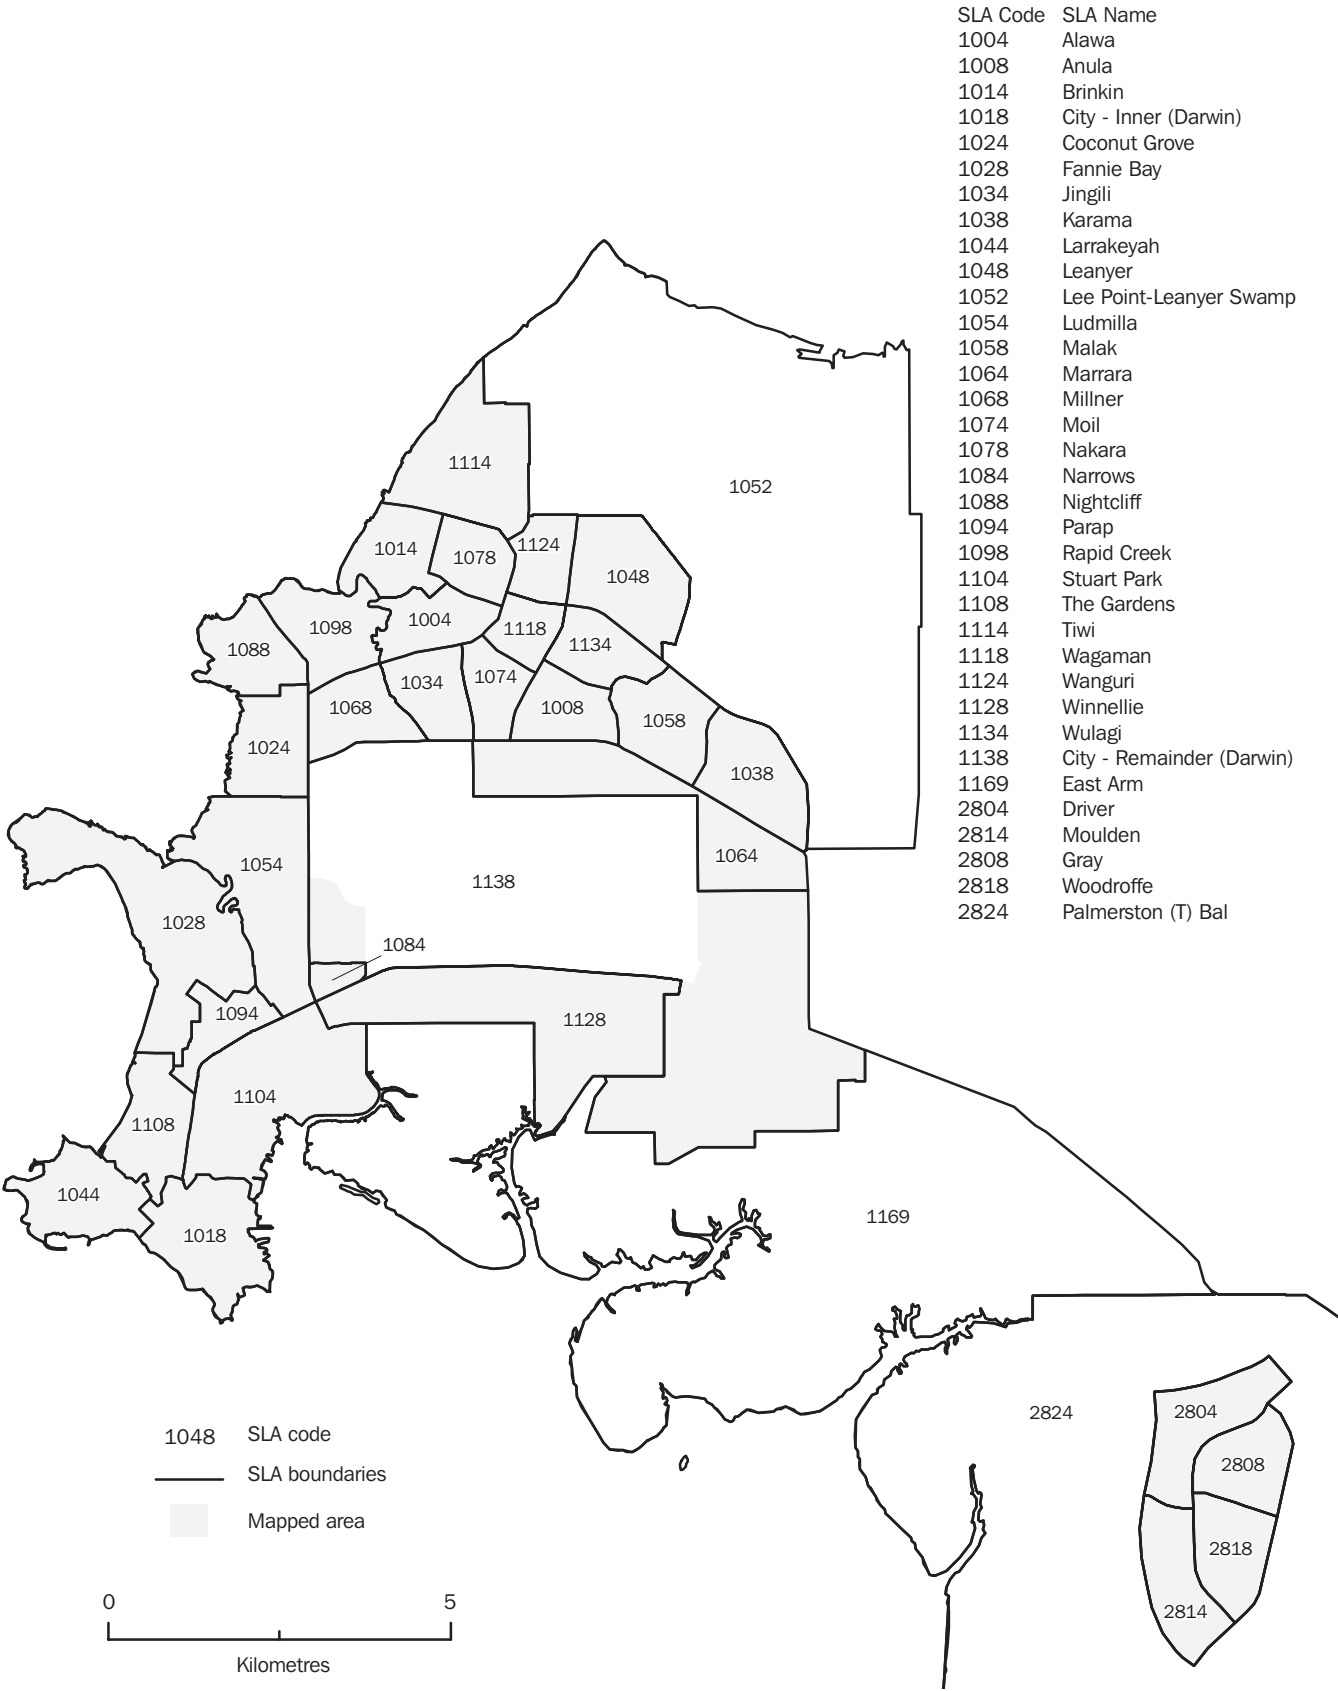 SLA Code SLA Name
1004 Alawa
1008 Anula
1014 Brinkin
1018 City - Inner (Darwin)
1024 Coconut Grove
1028 Fannie Bay
1034 Jingili
1038 Karama
1044 Larrakeyah
1048 Leanyer
1052 Lee Point-Leanyer Swamp
1054 Ludmilla
1058 Malak
1064 Marrara
1068 Millner
1074 Moil
1078 Nakara
1084 Narrows
1088 Nightcliff
1094 Parap
1098 Rapid Creek
1104 Stuart Park
1108 The Gardens
1114 Tiwi
1118 Wagaman
1124 Wanguri
1128 Winnellie
1134 Wulagi
1138 City - Remainder (Darwin)
1169 East Arm
2804 Driver
2814 Moulden
2808 Gray
2818 Woodroffe
2824 Palmerston (T) Bal
1114
1052
1014
1078
1124
1048
1098
1004
1118
1134
1088
1068
1034
1074
1008
1058
1024
1038
1054
1138
1064
1028
1084
1094
1128
1104
1108
1044
1018
1169
2824
2804
2808
2818
2814
1048 SLA code
SLA boundaries
Mapped area
0 5
Kilometres